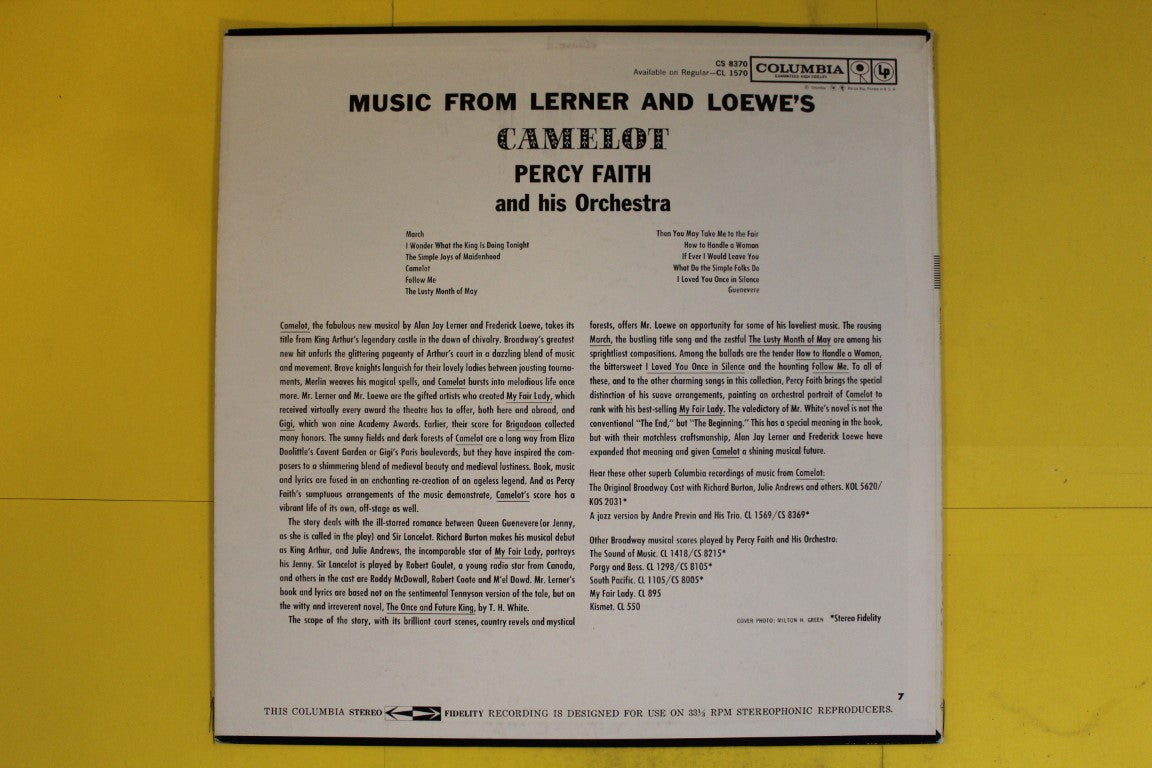 CS 8370
Available on Regular—CL 1570
COLUMBIA
GUARANTEED HIGH FIDELITY
Lp
MUSIC FROM LERNER AND LOEWE'S
CAMELOT
PERCY FAITH
and his Orchestra
March
I Wonder What the King Is Doing Tonight
The Simple Joys of Maidenhood
Camelot
Follow Me
The Lusty Month of May
Then You May Take Me to the Fair
How to Handle a Woman
If Ever I Would Leave You
What Do the Simple Folks Do
I Loved You Once in Silence
Guenevere
Camelot, the fabulous new musical by Alan Jay Lerner and Frederick Loewe, takes its
title from King Arthur's legendary castle in the dawn of chivalry. Broadway's greatest
new hit unfurls the glittering pageanty of Arthur's court in a dazzling blend of music
and movement. Brave knights languish for their lovely ladies between jousting tourna-
ments, Merlin weaves his magical spells, and Camelot bursts into melodious life once
more. Mr. Lerner and Mr. Loewe are the gifted artists who created My Fair Lady, which
received virtually every award the theatre has to offer, both here and abroad, and
Gigi, which won nine Academy Awards. Earlier, their score for Brigadoon collected
many honors. The sunny fields and dark forests of Camelot are a long way from Eliza
Doolittle's Covent Garden or Gigi's Paris boulevards, but they have inspired the com-
posers to a shimmering blend of medieval beauty and medieval lustiness. Book, music
and lyrics are fused in an enchanting re-creation of an ageless legend. And as Percy
Faith's sumptuous arrangements of the music demonstrate, Camelot's score has a
vibrant life of its own, off-stage as well.
The story deals with the ill-starred romance between Queen Guenevere (or Jenny,
as she is called in the play) and Sir Lancelot. Richard Burton makes his musical debut
as King Arthur, and Julie Andrews, the incomparable star of My Fair Lady, portrays
his Jenny. Sir Lancelot is played by Robert Goulet, a young radio star from Canada,
and others in the cast are Roddy McDowall, Robert Coote and M'el Dowd. Mr. Lerner's
book and lyrics are based not on the sentimental Tennyson version of the tale, but on
the witty and irreverent novel, The Once and Future King, by T. H. White.
The scope of the story, with its brilliant court scenes, country revels and mystical
forests, offers Mr. Loewe an opportunity for some of his loveliest music. The rousing
March, the bustling title song and the zestful The Lusty Month of May are among his
sprightliest compositions. Among the ballads are the tender How to Handle a Woman,
the bittersweet I Loved You Once in Silence and the haunting Follow Me. To all of
these, and to the other charming songs in this collection, Percy Faith brings the special
distinction of his suave arrangements, painting an orchestral portrait of Camelot to
rank with his best-selling My Fair Lady. The valedictory of Mr. White's novel is not the
conventional "The End," but "The Beginning." This has a special meaning in the book,
but with their matchless craftsmanship, Alan Jay Lerner and Frederick Loewe have
expanded that meaning and given Camelot a shining musical future.
Hear these other superb Columbia recordings of music from Camelot:
The Original Broadway Cast with Richard Burton, Julie Andrews and others. KOL 5620/
KOS 2031*
A jazz version by Andre Previn and His Trio. CL 1569/CS 8369*
Other Broadway musical scores played by Percy Faith and His Orchestra:
The Sound of Music. CL 1418/CS 8215*
Porgy and Bess. CL 1298/CS 8105*
South Pacific. CL 1105/CS 8005*
My Fair Lady. CL 895
Kismet. CL 550
COVER PHOTO: MILTON H. GREEN *Stereo Fidelity
7
THIS COLUMBIA STEREO FIDELITY RECORDING IS DESIGNED FOR USE ON 33⅓ RPM STEREOPHONIC REPRODUCERS.